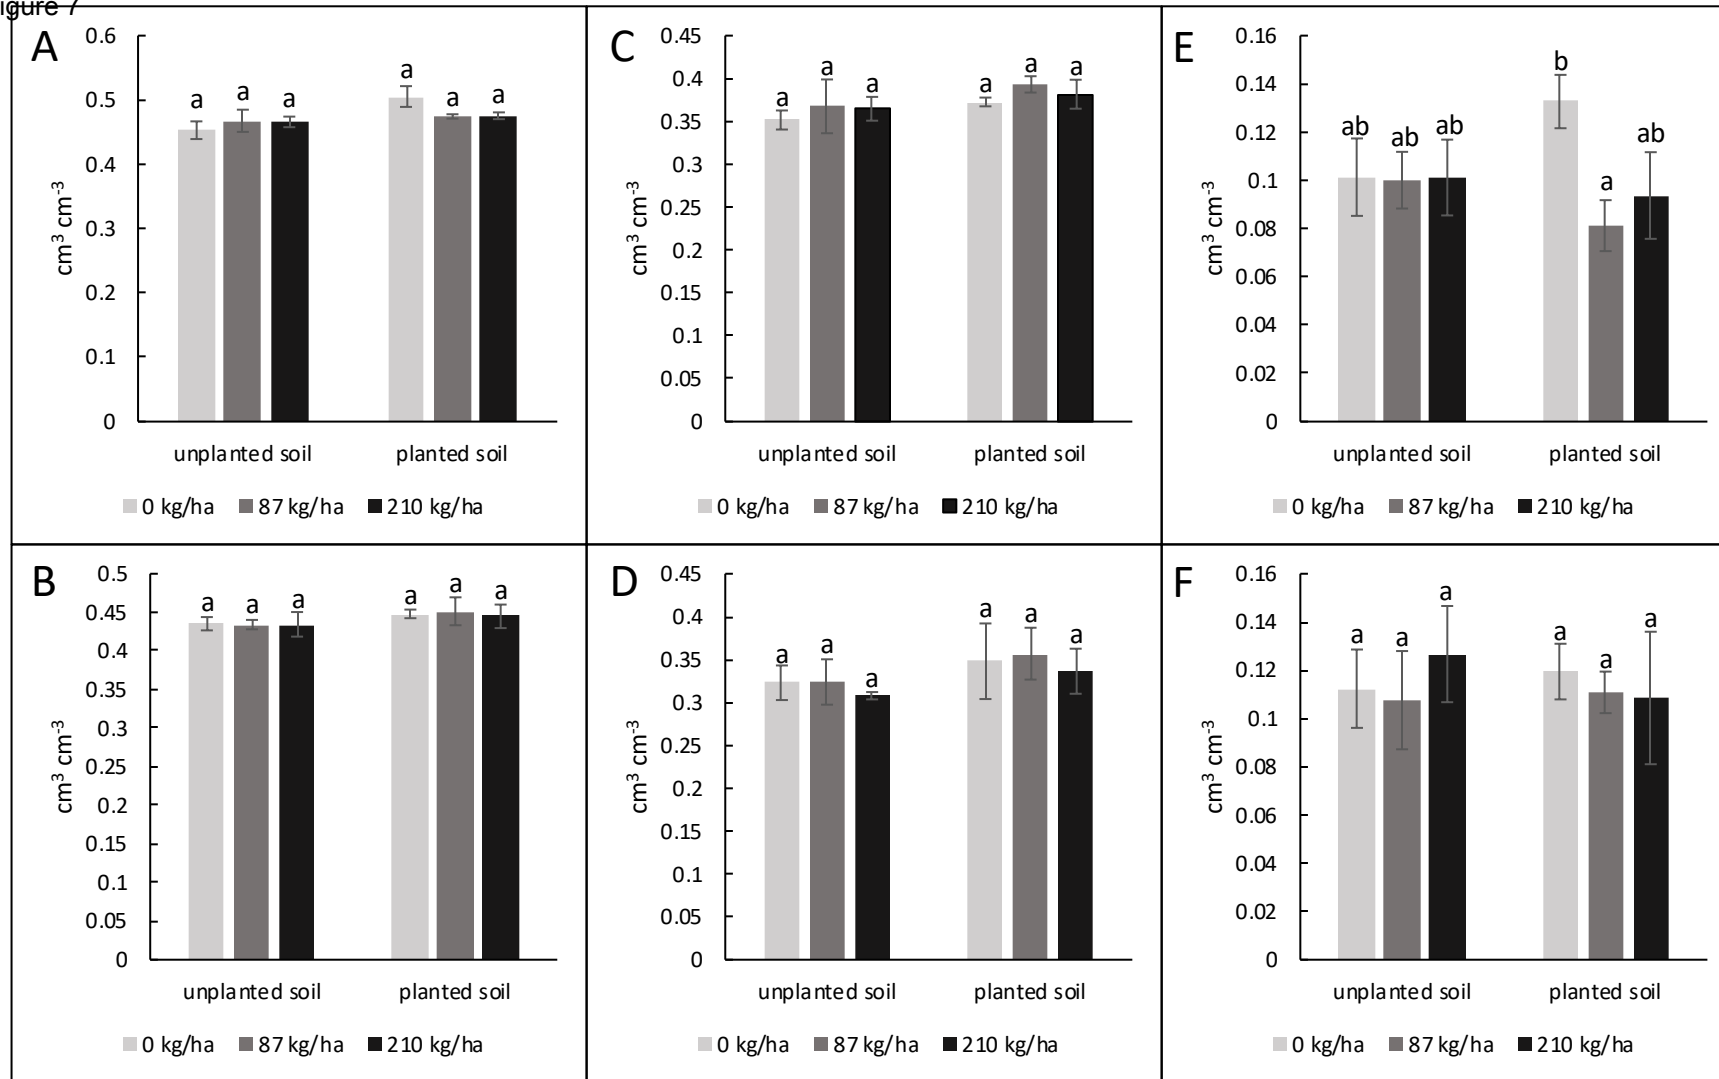 igure 7
A
0.6
0.5
0.4
0.3
0.2
0.1
0
cm³ cm⁻³
a a a a a a
unplanted soil planted soil
0 kg/ha 87 kg/ha 210 kg/ha
C
0.45
0.4
0.35
0.3
0.25
0.2
0.15
0.1
0.05
0
cm³ cm⁻³
a a a a a a
unplanted soil planted soil
0 kg/ha 87 kg/ha 210 kg/ha
E
0.16
0.14
0.12
0.1
0.08
0.06
0.04
0.02
0
cm³ cm⁻³
ab ab ab b a ab
unplanted soil planted soil
0 kg/ha 87 kg/ha 210 kg/ha
B
0.5
0.45
0.4
0.35
0.3
0.25
0.2
0.15
0.1
0.05
0
cm³ cm⁻³
a a a a a a
unplanted soil planted soil
0 kg/ha 87 kg/ha 210 kg/ha
D
0.45
0.4
0.35
0.3
0.25
0.2
0.15
0.1
0.05
0
cm³ cm⁻³
a a a a a a
unplanted soil planted soil
0 kg/ha 87 kg/ha 210 kg/ha
F
0.16
0.14
0.12
0.1
0.08
0.06
0.04
0.02
0
cm³ cm⁻³
a a a a a a
unplanted soil planted soil
0 kg/ha 87 kg/ha 210 kg/ha